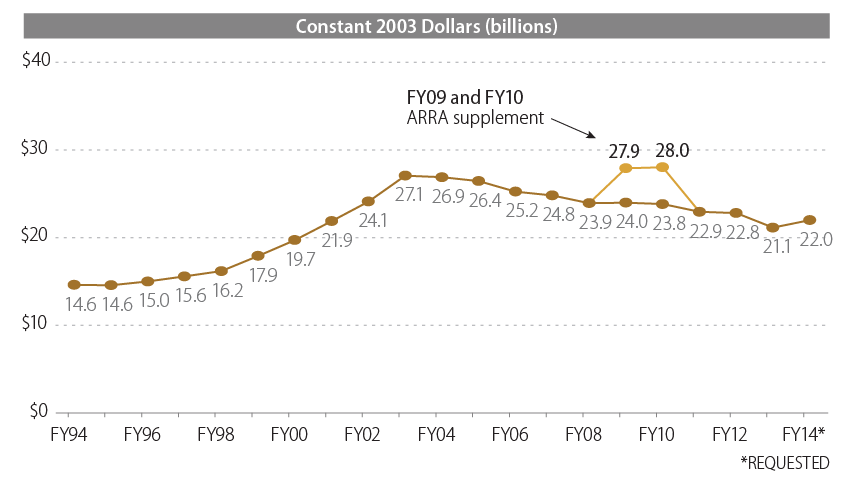 Constant 2003 Dollars (billions)
$40
FY09 and FY10
ARRA supplement
$30
27.9 28.0
27.1 26.9 26.4 25.2 24.8 23.9 24.0 23.8 22.9 22.8 21.1 22.0
24.1
21.9
$20
19.7
17.9
14.6 14.6 15.0 15.6 16.2
$10
$0
FY94 FY96 FY98 FY00 FY02 FY04 FY06 FY08 FY10 FY12 FY14*
*REQUESTED